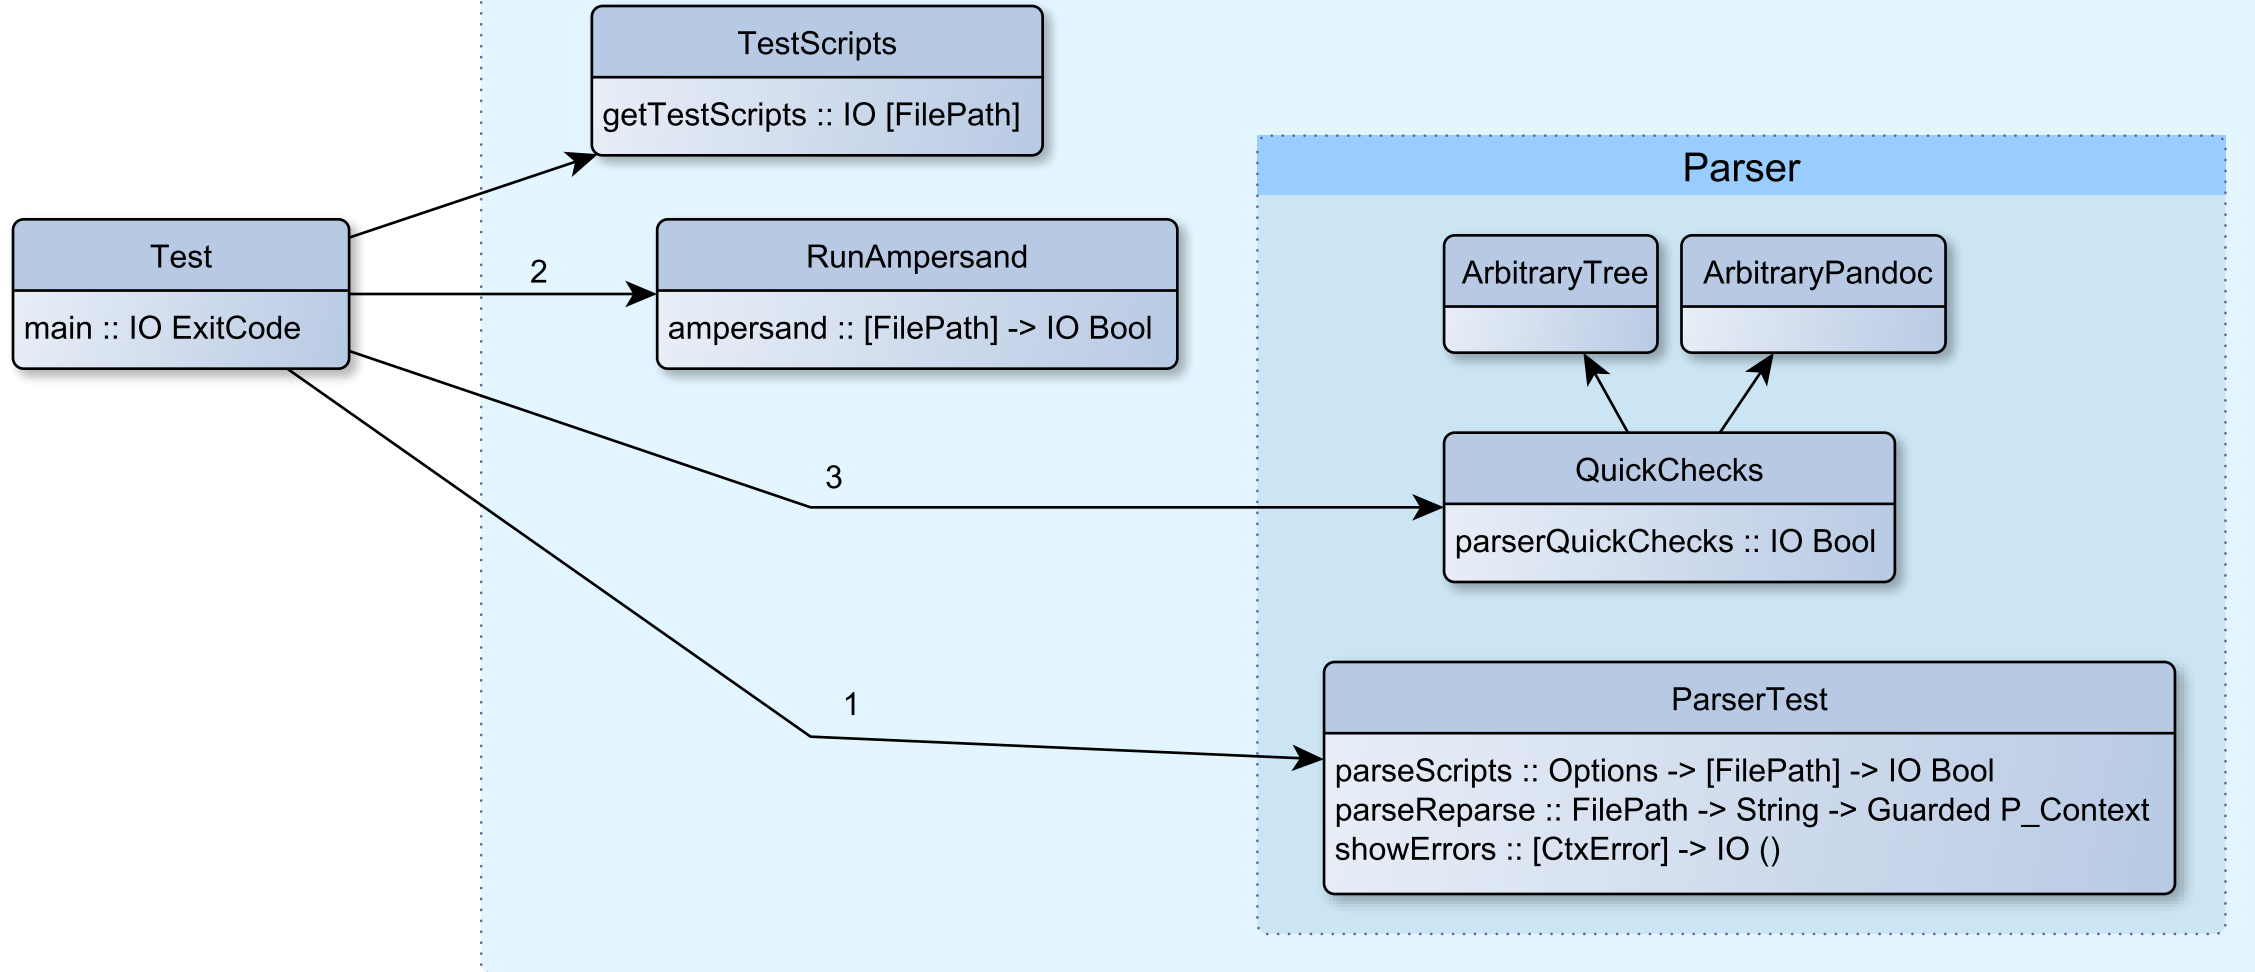 TestScripts
getTestScripts :: IO [FilePath]
Parser
Test
main :: IO ExitCode
2
RunAmpersand
ampersand :: [FilePath] -> IO Bool
ArbitraryTree
ArbitraryPandoc
3
QuickChecks
parserQuickChecks :: IO Bool
1
ParserTest
parseScripts :: Options -> [FilePath] -> IO Bool
parseReparse :: FilePath -> String -> Guarded P_Context
showErrors :: [CtxError] -> IO ()